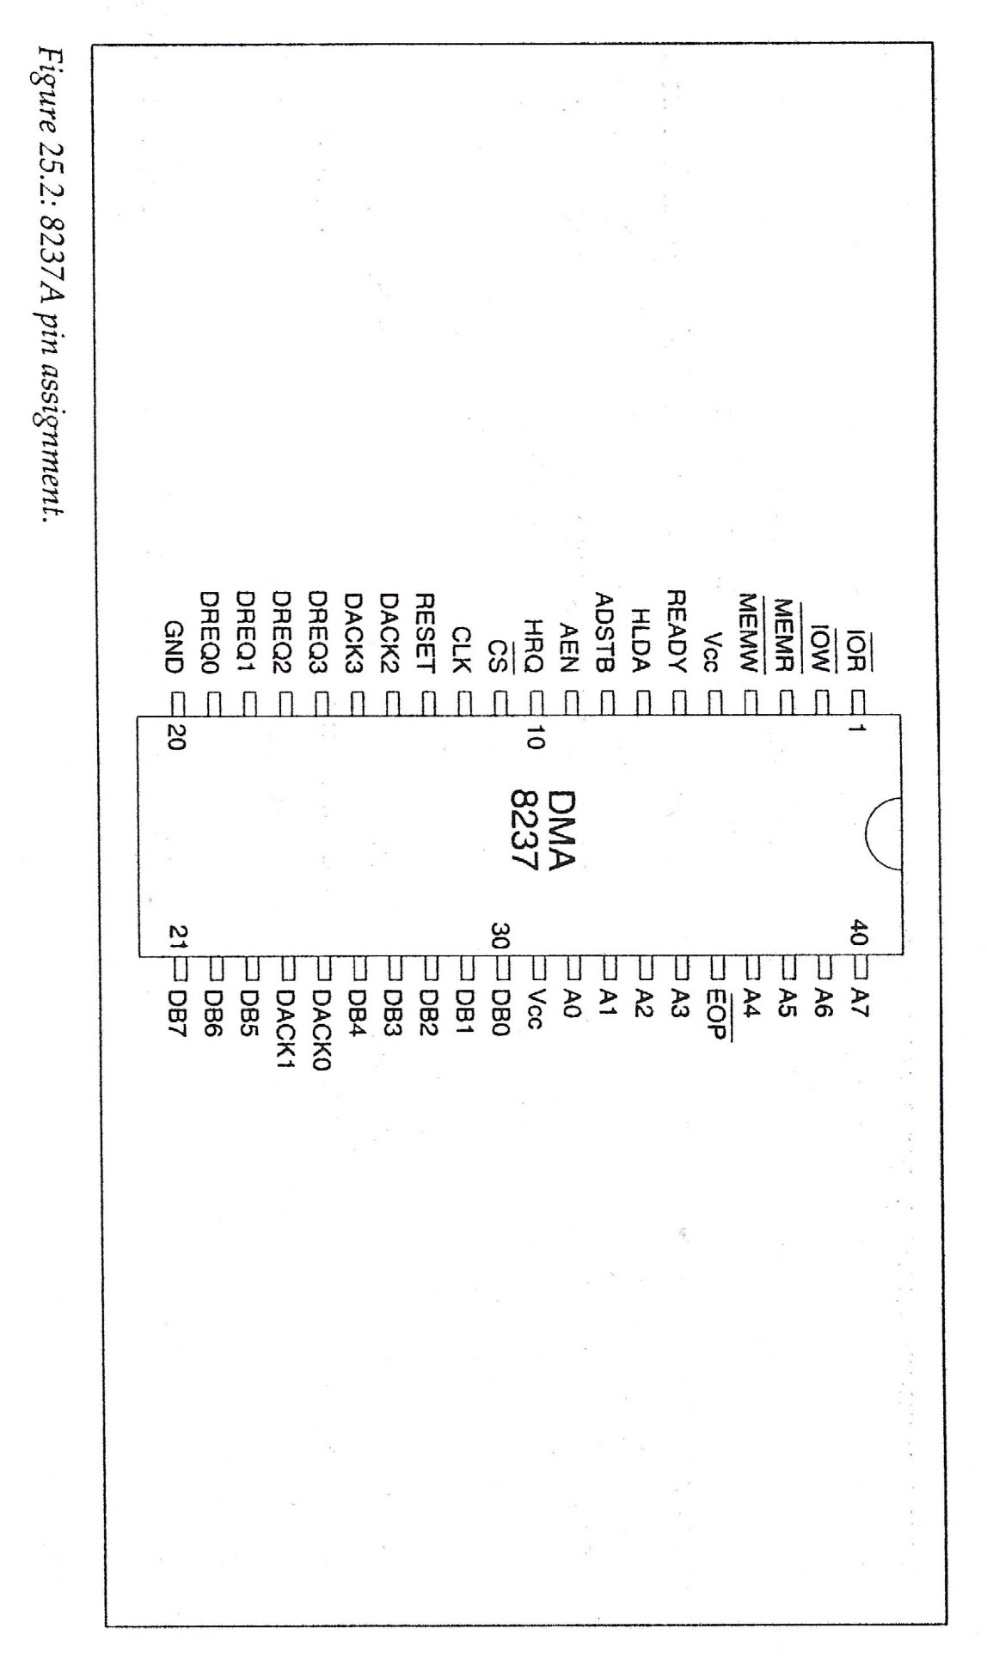 IOR
IOW
MEMR
MEMW
Vcc
READY
HLDA
ADSTB
AEN
HRQ
CS
CLK
RESET
DACK2
DACK3
DREQ3
DREQ2
DREQ1
DREQ0
GND
1
10
20
DMA
8237
40
30
21
A7
A6
A5
A4
EOP
A3
A2
A1
A0
Vcc
DB0
DB1
DB2
DB3
DB4
DACK0
DACK1
DB5
DB6
DB7
Figure 25.2: 8237A pin assignment.